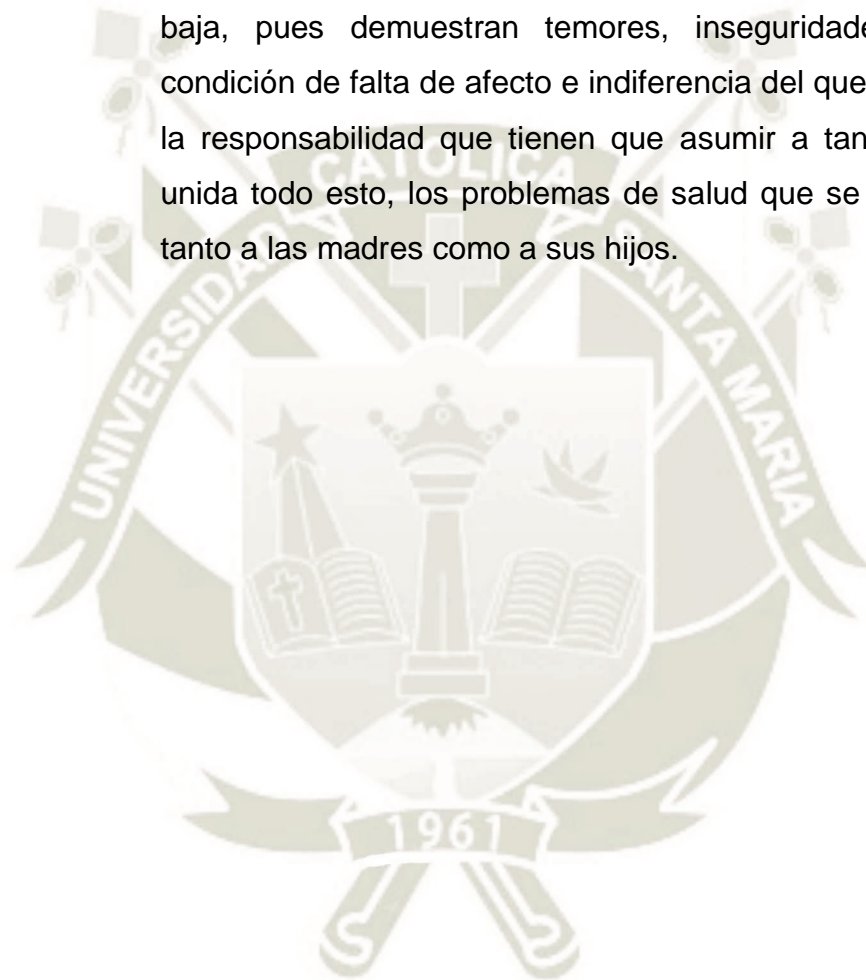 baja, pues demuestran temores, inseguridade
condición de falta de afecto e indiferencia del que
la responsabilidad que tienen que asumir a tan
unida todo esto, los problemas de salud que se
tanto a las madres como a sus hijos.
UNIVERSIDAD CATOLICA SANTA MARIA
1961